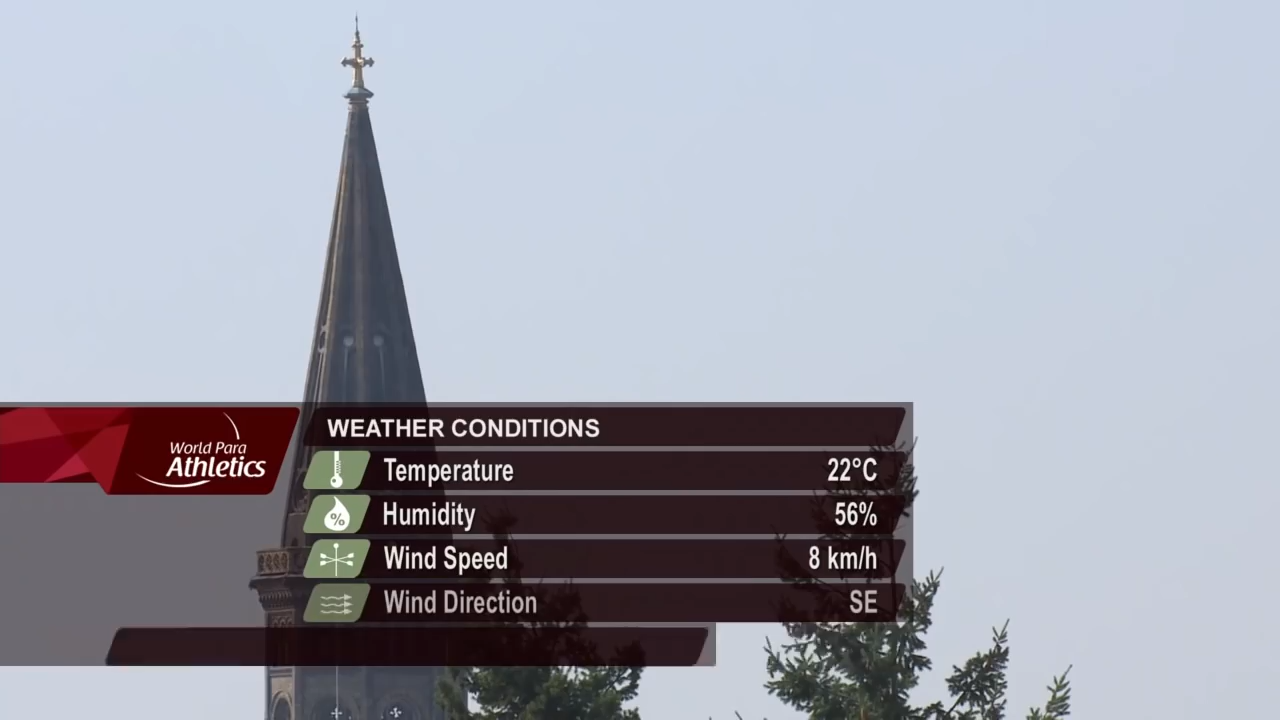 World Para
Athletics
WEATHER CONDITIONS
Temperature 22°C
% Humidity 56%
Wind Speed 8 km/h
Wind Direction SE